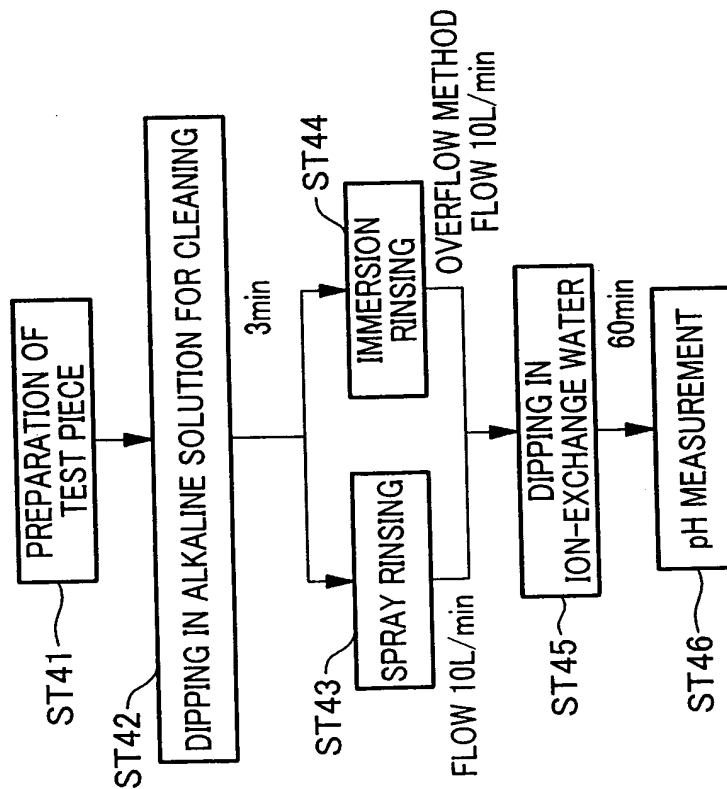 ST41
PREPARATION OF
TEST PIECE
ST42
DIPPING IN ALKALINE SOLUTION FOR CLEANING
3min
ST43
SPRAY RINSING
FLOW 10L/min
ST44
IMMERSION
RINSING
OVERFLOW METHOD
FLOW 10L/min
ST45
DIPPING IN
ION-EXCHANGE WATER
60min
ST46
pH MEASUREMENT